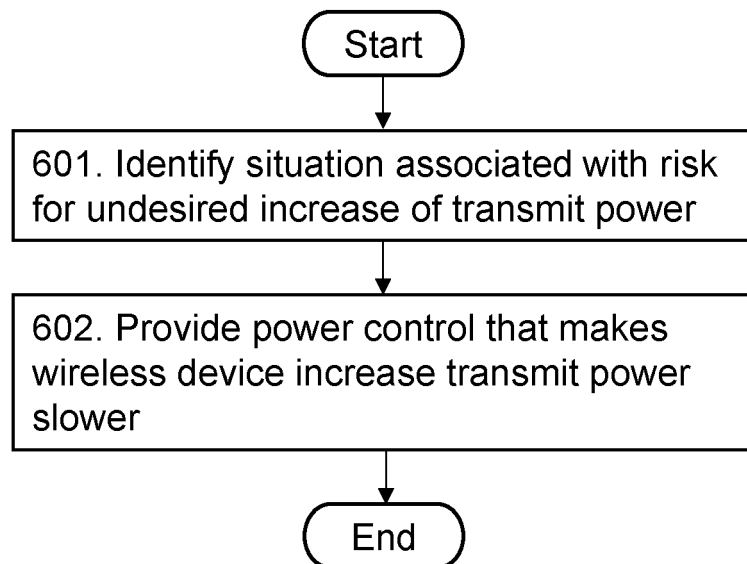 Start
601. Identify situation associated with risk
for undesired increase of transmit power
602. Provide power control that makes
wireless device increase transmit power
slower
End